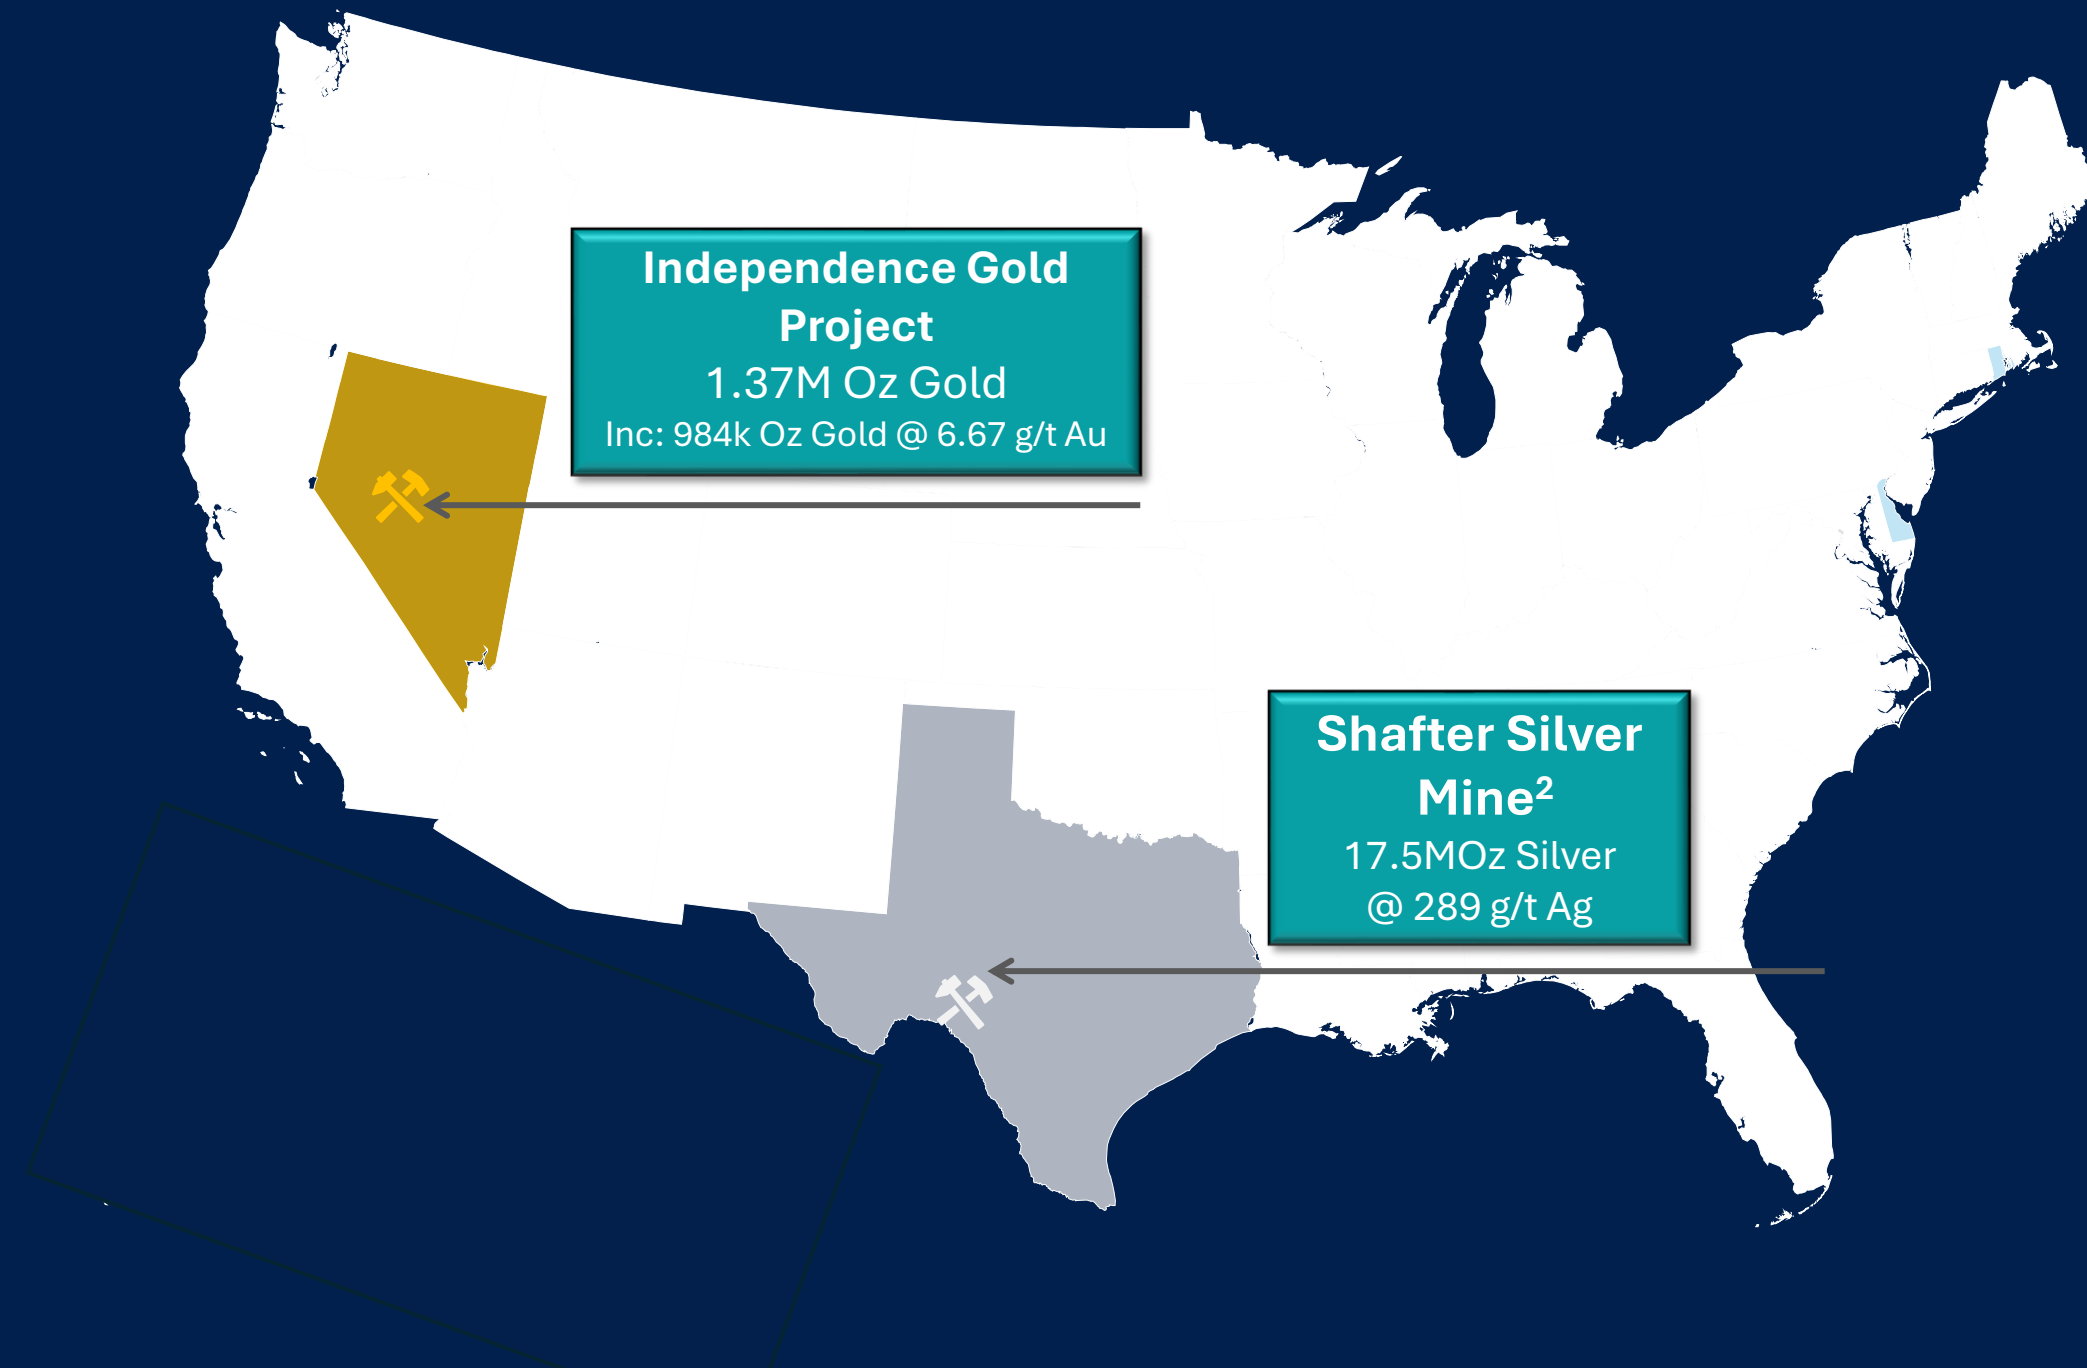 Independence Gold
Project
1.37M Oz Gold
Inc: 984k Oz Gold @ 6.67 g/t Au
Shafter Silver
Mine²
17.5MOz Silver
@ 289 g/t Ag